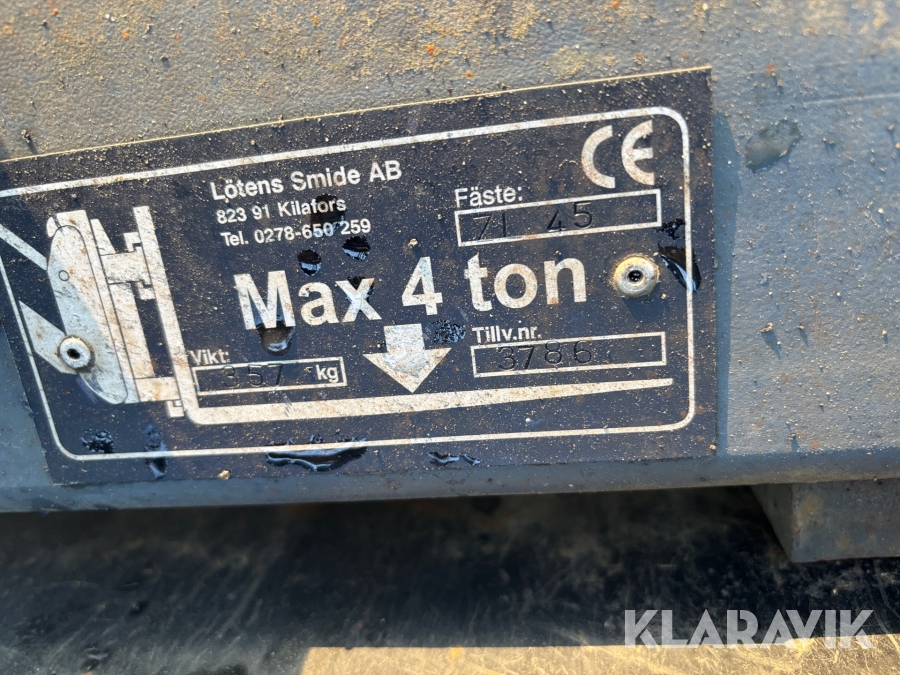 Lötens Smide AB
823 91 Kilafors
Tel. 0278-650 259
CE
Fäste:
ZL 45
Max 4 ton
Vikt:
357 kg
Tillv.nr.
3786
KLARAVIK